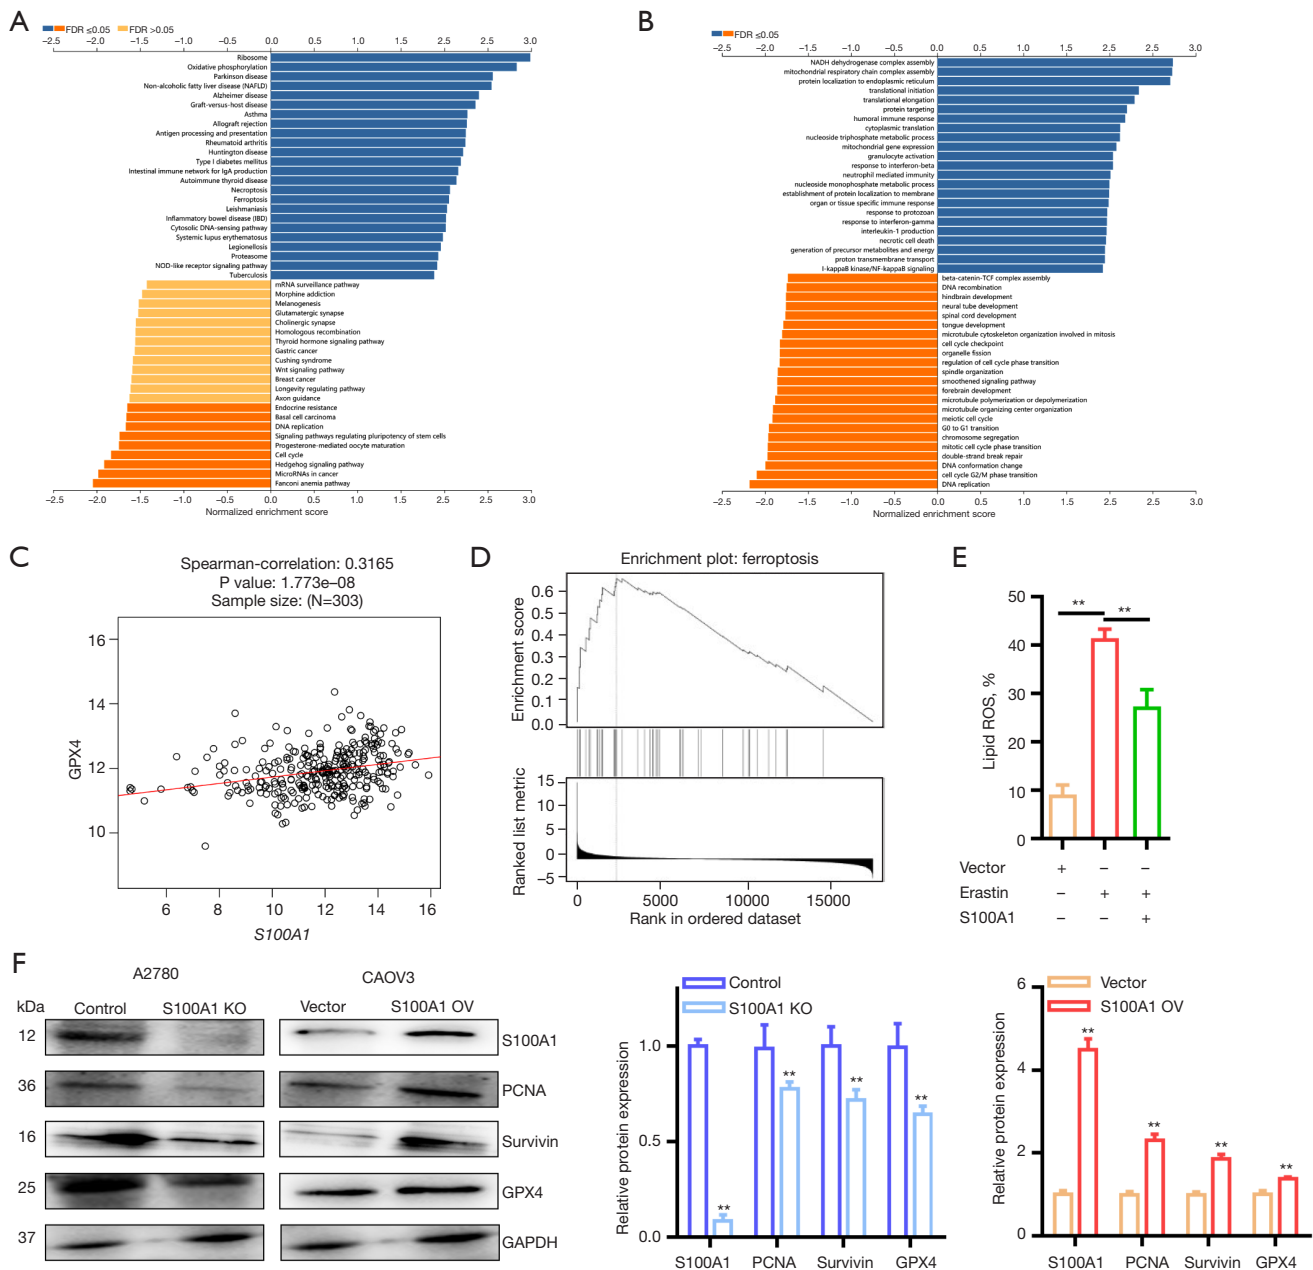 A
FDR ≤0.05 FDR >0.05
−2.5 −2.0 −1.5 −1.0 −0.5 0.0 0.5 1.0 1.5 2.0 2.5 3.0
Ribosome
Oxidative phosphorylation
Parkinson disease
Non-alcoholic fatty liver disease (NAFLD)
Alzheimer disease
Graft-versus-host disease
Asthma
Allograft rejection
Antigen processing and presentation
Rheumatoid arthritis
Huntington disease
Type I diabetes mellitus
Intestinal immune network for IgA production
Autoimmune thyroid disease
Necroptosis
Ferroptosis
Leishmaniasis
Inflammatory bowel disease (IBD)
Cytosolic DNA-sensing pathway
Systemic lupus erythematosus
Legionellosis
Proteasome
NOD-like receptor signaling pathway
Tuberculosis
mRNA surveillance pathway
Morphine addiction
Melanogenesis
Glutamatergic synapse
Cholinergic synapse
Homologous recombination
Thyroid hormone signaling pathway
Gastric cancer
Cushing syndrome
Wnt signaling pathway
Breast cancer
Longevity regulating pathway
Axon guidance
Endocrine resistance
Basal cell carcinoma
DNA replication
Signaling pathways regulating pluripotency of stem cells
Progesterone-mediated oocyte maturation
Cell cycle
Hedgehog signaling pathway
MicroRNAs in cancer
Fanconi anemia pathway
−2.5 −2.0 −1.5 −1.0 −0.5 0.0 0.5 1.0 2.5 2.0 2.5 3.0
Normalized enrichment score
B
FDR ≤0.05
−2.5 −2.0 −1.5 −1.0 −0.5 0.0 0.5 1.0 2.5 2.0 2.5 3.0
NADH dehydrogenase complex assembly
mitochondrial respiratory chain complex assembly
protein localization to endoplasmic reticulum
translational initiation
translational elongation
protein targeting
humoral immune response
cytoplasmic translation
nucleoside triphosphate metabolic process
mitochondrial gene expression
granulocyte activation
response to interferon-beta
neutrophil mediated immunity
nucleoside monophosphate metabolic process
establishment of protein localization to membrane
organ or tissue specific immune response
response to protozoan
response to interferon-gamma
interleukin-1 production
necrotic cell death
generation of precursor metabolites and energy
proton transmembrane transport
I-kappaB kinase/NF-kappaB signaling
beta-catenin-TCF complex assembly
DNA recombination
hindbrain development
neural tube development
spinal cord development
tongue development
microtubule cytoskeleton organization involved in mitosis
cell cycle checkpoint
organelle fission
regulation of cell cycle phase transition
spindle organization
smoothened signaling pathway
forebrain development
microtubule polymerization or depolymerization
microtubule organizing center organization
meiotic cell cycle
G0 to G1 transition
chromosome segregation
mitotic cell cycle phase transition
double-strand break repair
DNA conformation change
cell cycle G2/M phase transition
DNA replication
−2.5 −2.0 −1.5 −1.0 −0.5 0.0 0.5 1.0 2.5 2.0 2.5 3.0
Normalized enrichment score
C
Spearman-correlation: 0.3165
P value: 1.773e−08
Sample size: (N=303)
GPX4
16
14
12
10
6 8 10 12 14 16
S100A1
D
Enrichment plot: ferroptosis
Enrichment score
0.6
0.5
0.4
0.3
0.2
0.1
0.0
Ranked list metric
15
10
5
0
−5
0 5000 10000 15000
Rank in ordered dataset
E
Lipid ROS, %
50
40
30
20
10
0
** **
Vector + − −
Erastin − + +
S100A1 − − +
F
A2780 CAOV3
kDa Control S100A1 KO Vector S100A1 OV
12 S100A1
36 PCNA
16 Survivin
25 GPX4
37 GAPDH
Control
S100A1 KO
Relative protein expression
1.0
0.5
0.0
** ** ** **
S100A1 PCNA Survivin GPX4
Vector
S100A1 OV
Relative protein expression
6
4
2
0
** ** ** **
S100A1 PCNA Survivin GPX4